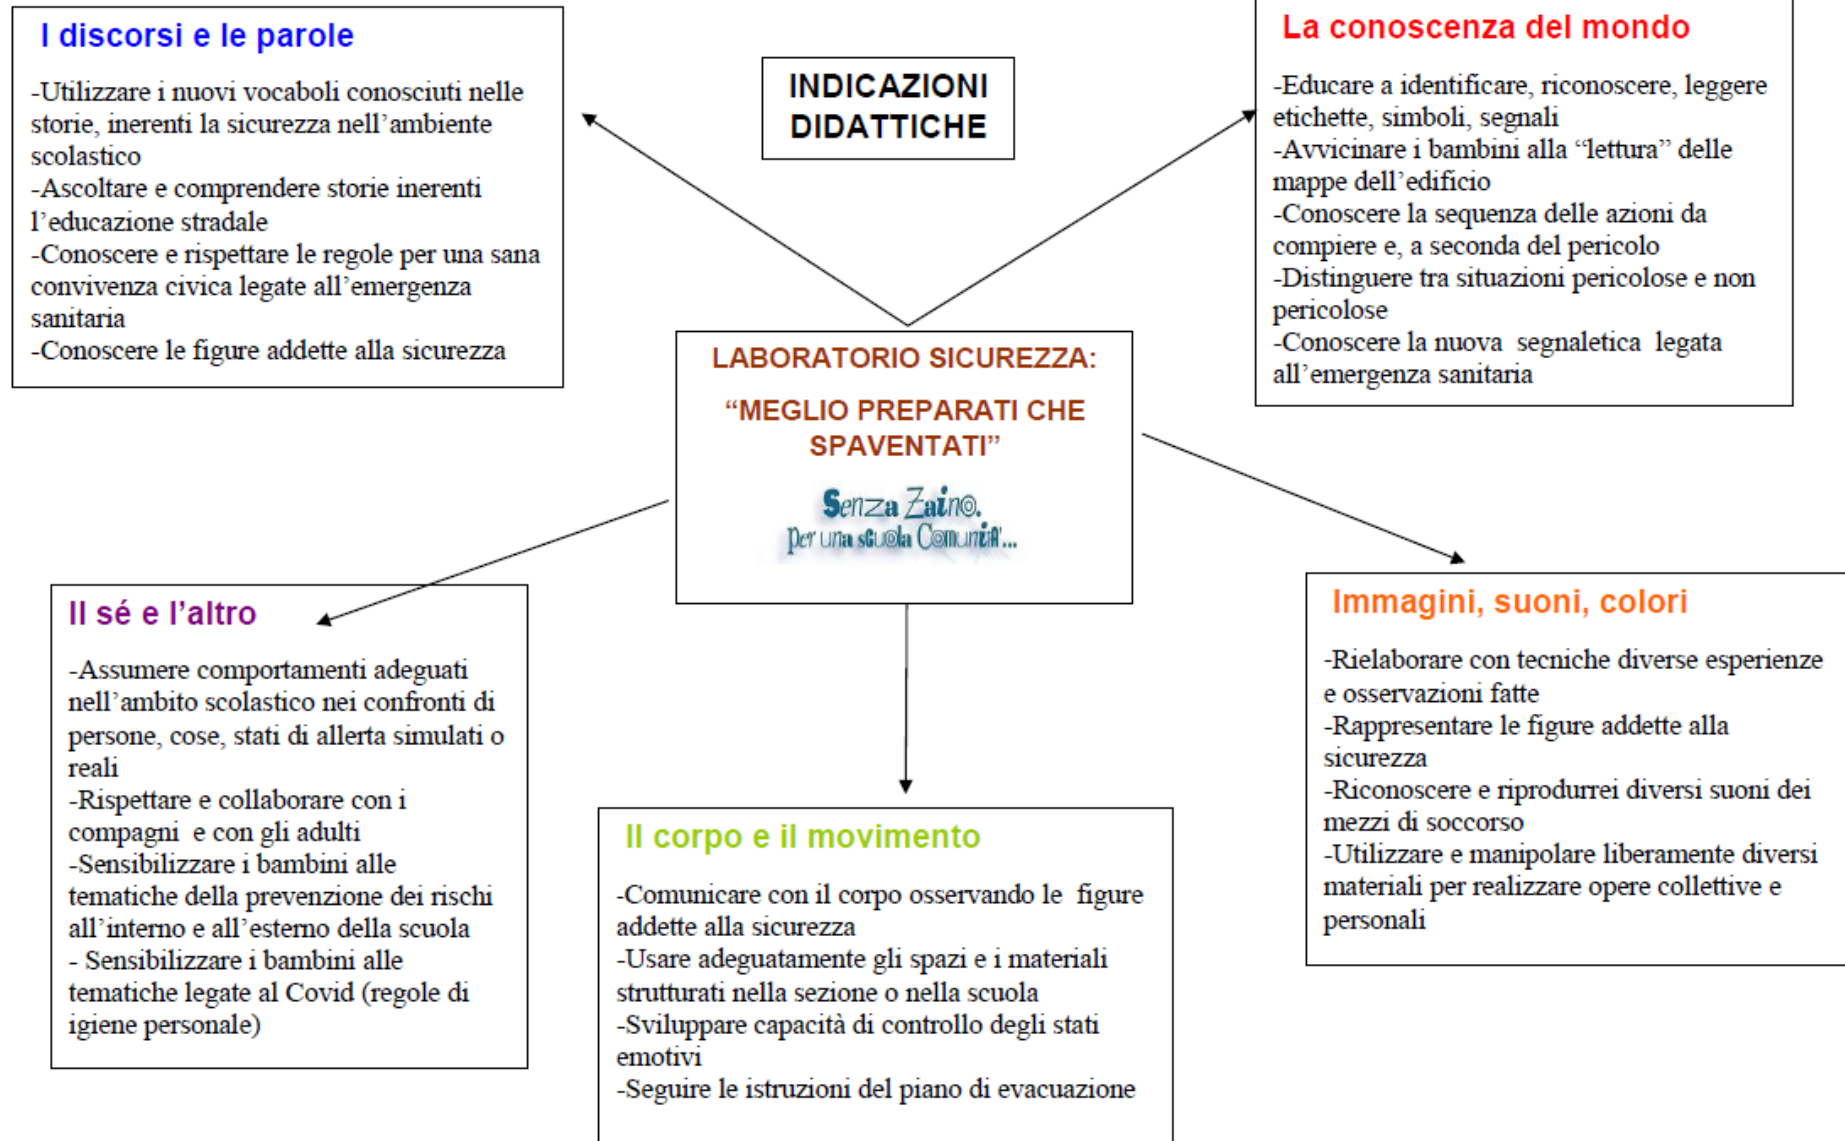 I discorsi e le parole
-Utilizzare i nuovi vocaboli conosciuti nelle
storie, inerenti la sicurezza nell'ambiente
scolastico
-Ascoltare e comprendere storie inerenti
l'educazione stradale
-Conoscere e rispettare le regole per una sana
convivenza civica legate all'emergenza
sanitaria
-Conoscere le figure addette alla sicurezza
INDICAZIONI
DIDATTICHE
La conoscenza del mondo
-Educare a identificare, riconoscere, leggere
etichette, simboli, segnali
-Avvicinare i bambini alla “lettura” delle
mappe dell'edificio
-Conoscere la sequenza delle azioni da
compiere e, a seconda del pericolo
-Distinguere tra situazioni pericolose e non
pericolose
-Conoscere la nuova  segnaletica  legata
all'emergenza sanitaria
LABORATORIO SICUREZZA:
“MEGLIO PREPARATI CHE
SPAVENTATI”
Senza Zaino.
per una scuola Comunità...
Il sé e l'altro
-Assumere comportamenti adeguati
nell'ambito scolastico nei confronti di
persone, cose, stati di allerta simulati o
reali
-Rispettare e collaborare con i
compagni  e con gli adulti
-Sensibilizzare i bambini alle
tematiche della prevenzione dei rischi
all'interno e all'esterno della scuola
- Sensibilizzare i bambini alle
tematiche legate al Covid (regole di
igiene personale)
Il corpo e il movimento
-Comunicare con il corpo osservando le  figure
addette alla sicurezza
-Usare adeguatamente gli spazi e i materiali
strutturati nella sezione o nella scuola
-Sviluppare capacità di controllo degli stati
emotivi
-Seguire le istruzioni del piano di evacuazione
Immagini, suoni, colori
-Rielaborare con tecniche diverse esperienze
e osservazioni fatte
-Rappresentare le figure addette alla
sicurezza
-Riconoscere e riprodurrei diversi suoni dei
mezzi di soccorso
-Utilizzare e manipolare liberamente diversi
materiali per realizzare opere collettive e
personali